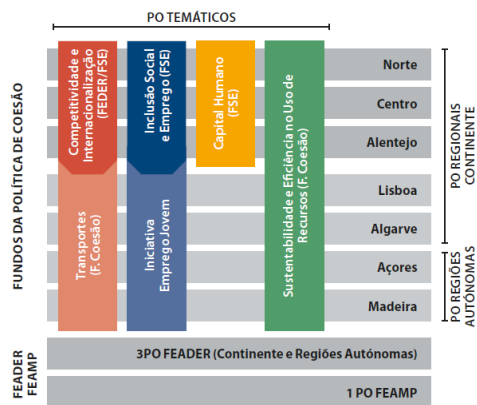 PO TEMÁTICOS
FUNDOS DA POLÍTICA DE COESÃO
Competitividade e
Internacionalização
(FEDER/FSE)
Transportes
(F. Coesão)
Inclusão Social
e Emprego (FSE)
Iniciativa
Emprego Jovem
Capital Humano
(FSE)
Sustentabilidade e Eficiência no Uso de
Recursos (F. Coesão)
Norte
Centro
Alentejo
Lisboa
Algarve
Açores
Madeira
PO REGIONAIS
CONTINENTE
PO REGIÕES
AUTÓNOMAS
FEADER
FEAMP
3PO FEADER (Continente e Regiões Autónomas)
1 PO FEAMP